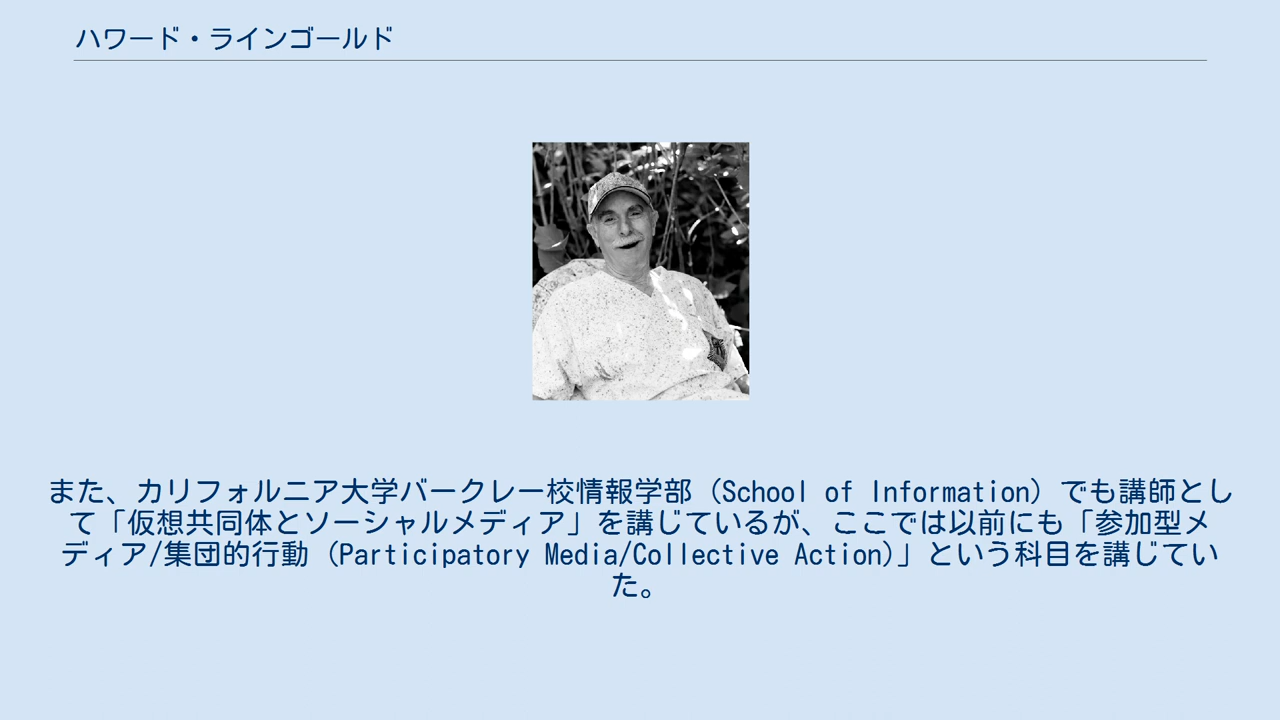 ハワード・ラインゴールド
また、カリフォルニア大学バークレー校情報学部（School of Information）でも講師とし
て「仮想共同体とソーシャルメディア」を講じているが、ここでは以前にも「参加型メ
ディア/集団的行動（Participatory Media/Collective Action)」という科目を講じてい
た。